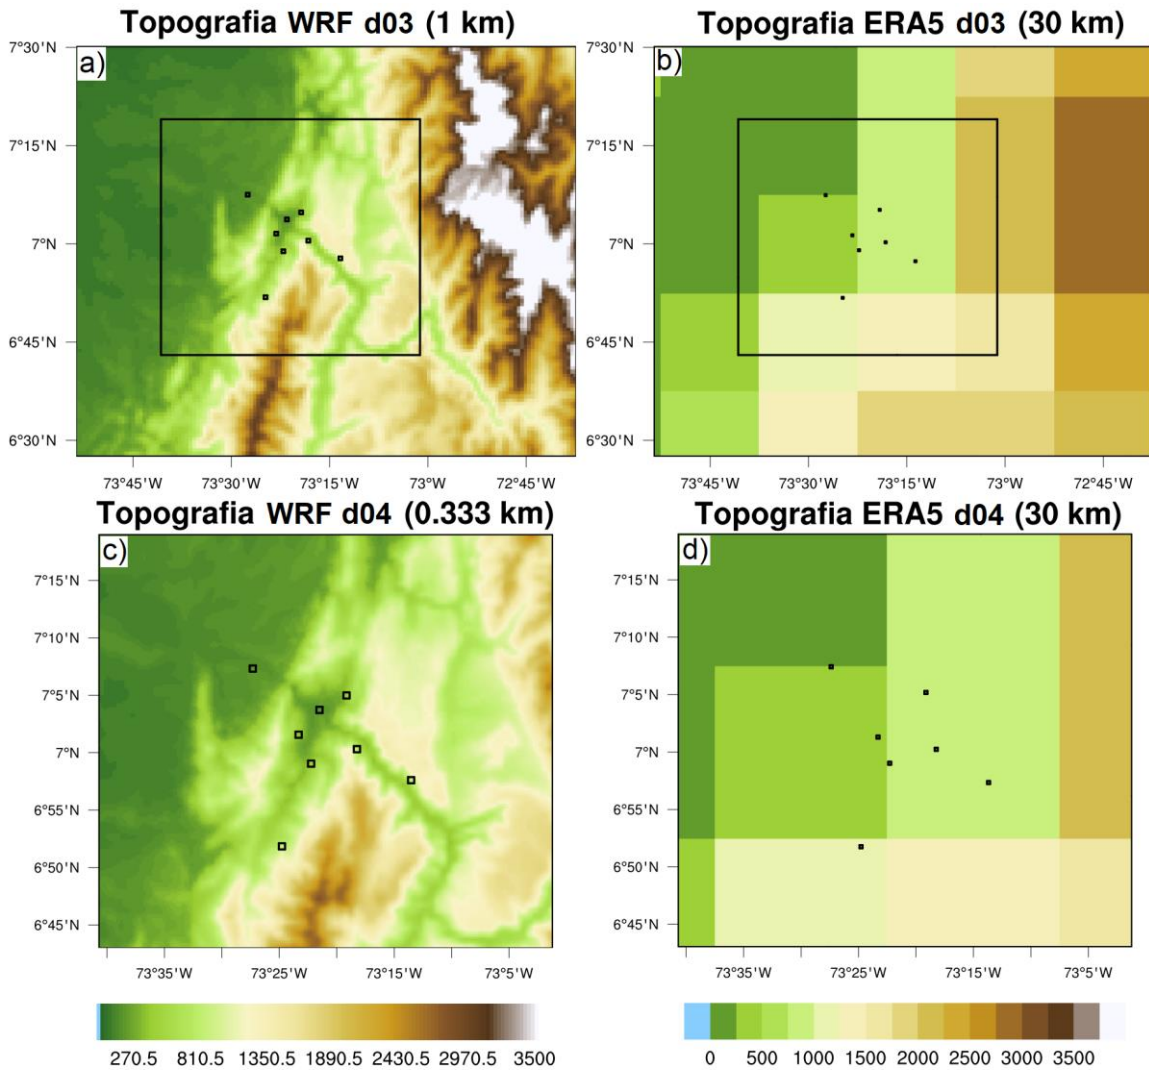 Topografia WRF d03 (1 km)
Topografia ERA5 d03 (30 km)
a)
b)
7°30'N
7°15'N
7°N
6°45'N
6°30'N
7°30'N
7°15'N
7°N
6°45'N
6°30'N
73°45'W 73°30'W 73°15'W 73°W 72°45'W
73°45'W 73°30'W 73°15'W 73°W 72°45'W
Topografia WRF d04 (0.333 km)
Topografia ERA5 d04 (30 km)
c)
d)
7°15'N
7°10'N
7°5'N
7°N
6°55'N
6°50'N
6°45'N
7°15'N
7°10'N
7°5'N
7°N
6°55'N
6°50'N
6°45'N
73°35'W 73°25'W 73°15'W 73°5'W
73°35'W 73°25'W 73°15'W 73°5'W
270.5 810.5 1350.5 1890.5 2430.5 2970.5 3500
0 500 1000 1500 2000 2500 3000 3500